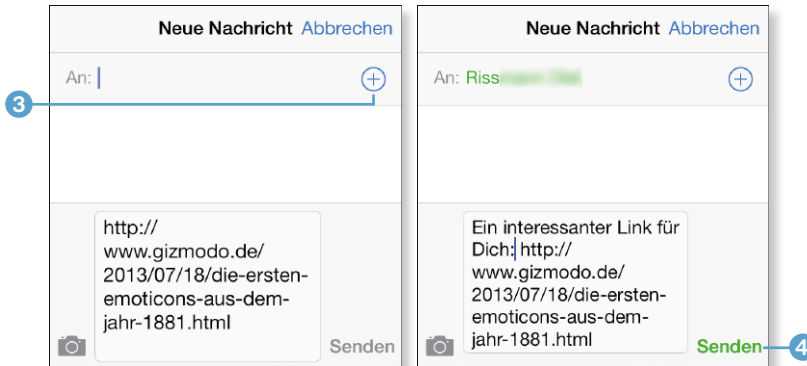 Neue Nachricht Abbrechen
An:
3
http://
www.gizmodo.de/
2013/07/18/die-ersten-
emoticons-aus-dem-
jahr-1881.html
Senden
Neue Nachricht Abbrechen
An: Riss
Ein interessanter Link für
Dich: http://
www.gizmodo.de/
2013/07/18/die-ersten-
emoticons-aus-dem-
jahr-1881.html
Senden
4